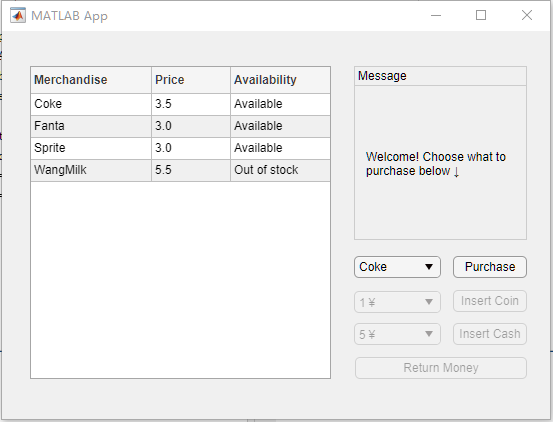 MATLAB App
Merchandise Price Availability
Coke 3.5 Available
Fanta 3.0 Available
Sprite 3.0 Available
WangMilk 5.5 Out of stock
Message
Welcome! Choose what to
purchase below ↓
Coke Purchase
1 ¥ Insert Coin
5 ¥ Insert Cash
Return Money